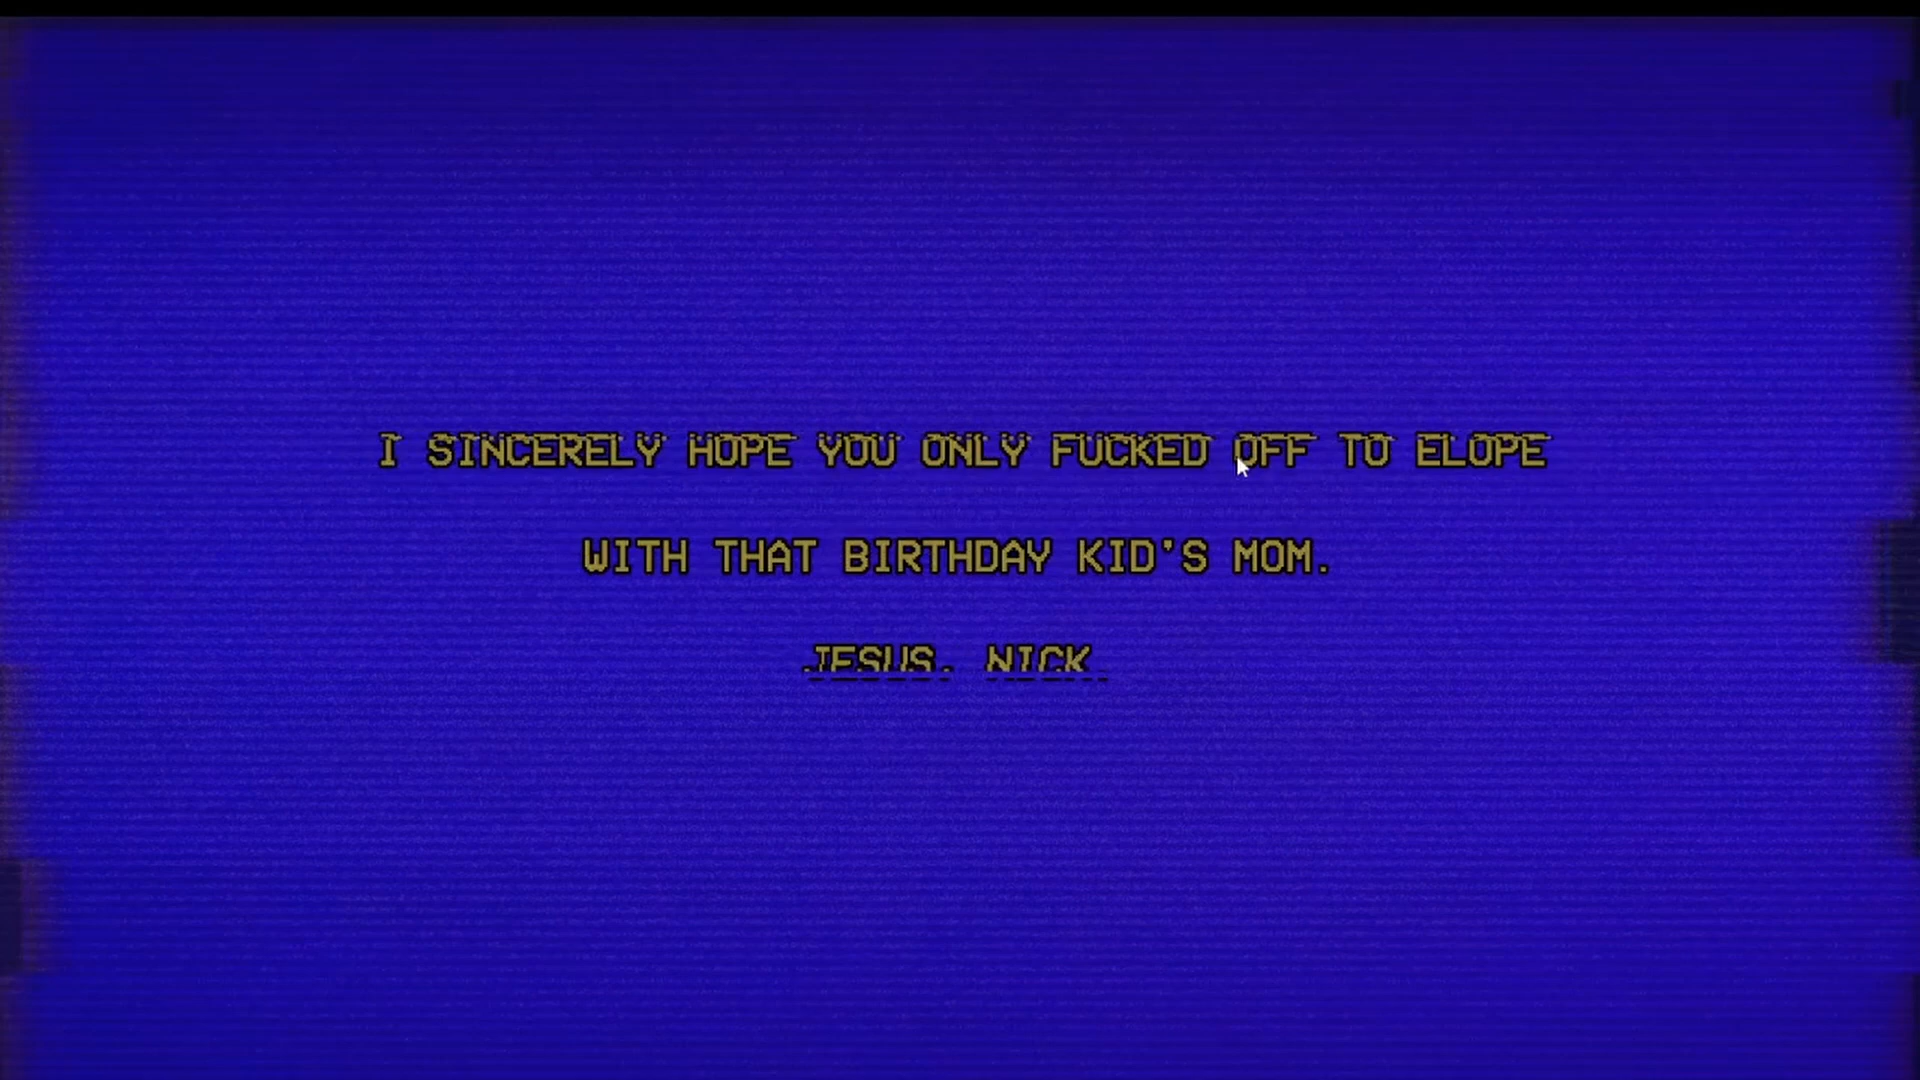 I SINCERELY HOPE YOU ONLY FUCKED OFF TO ELOPE
WITH THAT BIRTHDAY KID'S MOM.
JESUS, NICK.